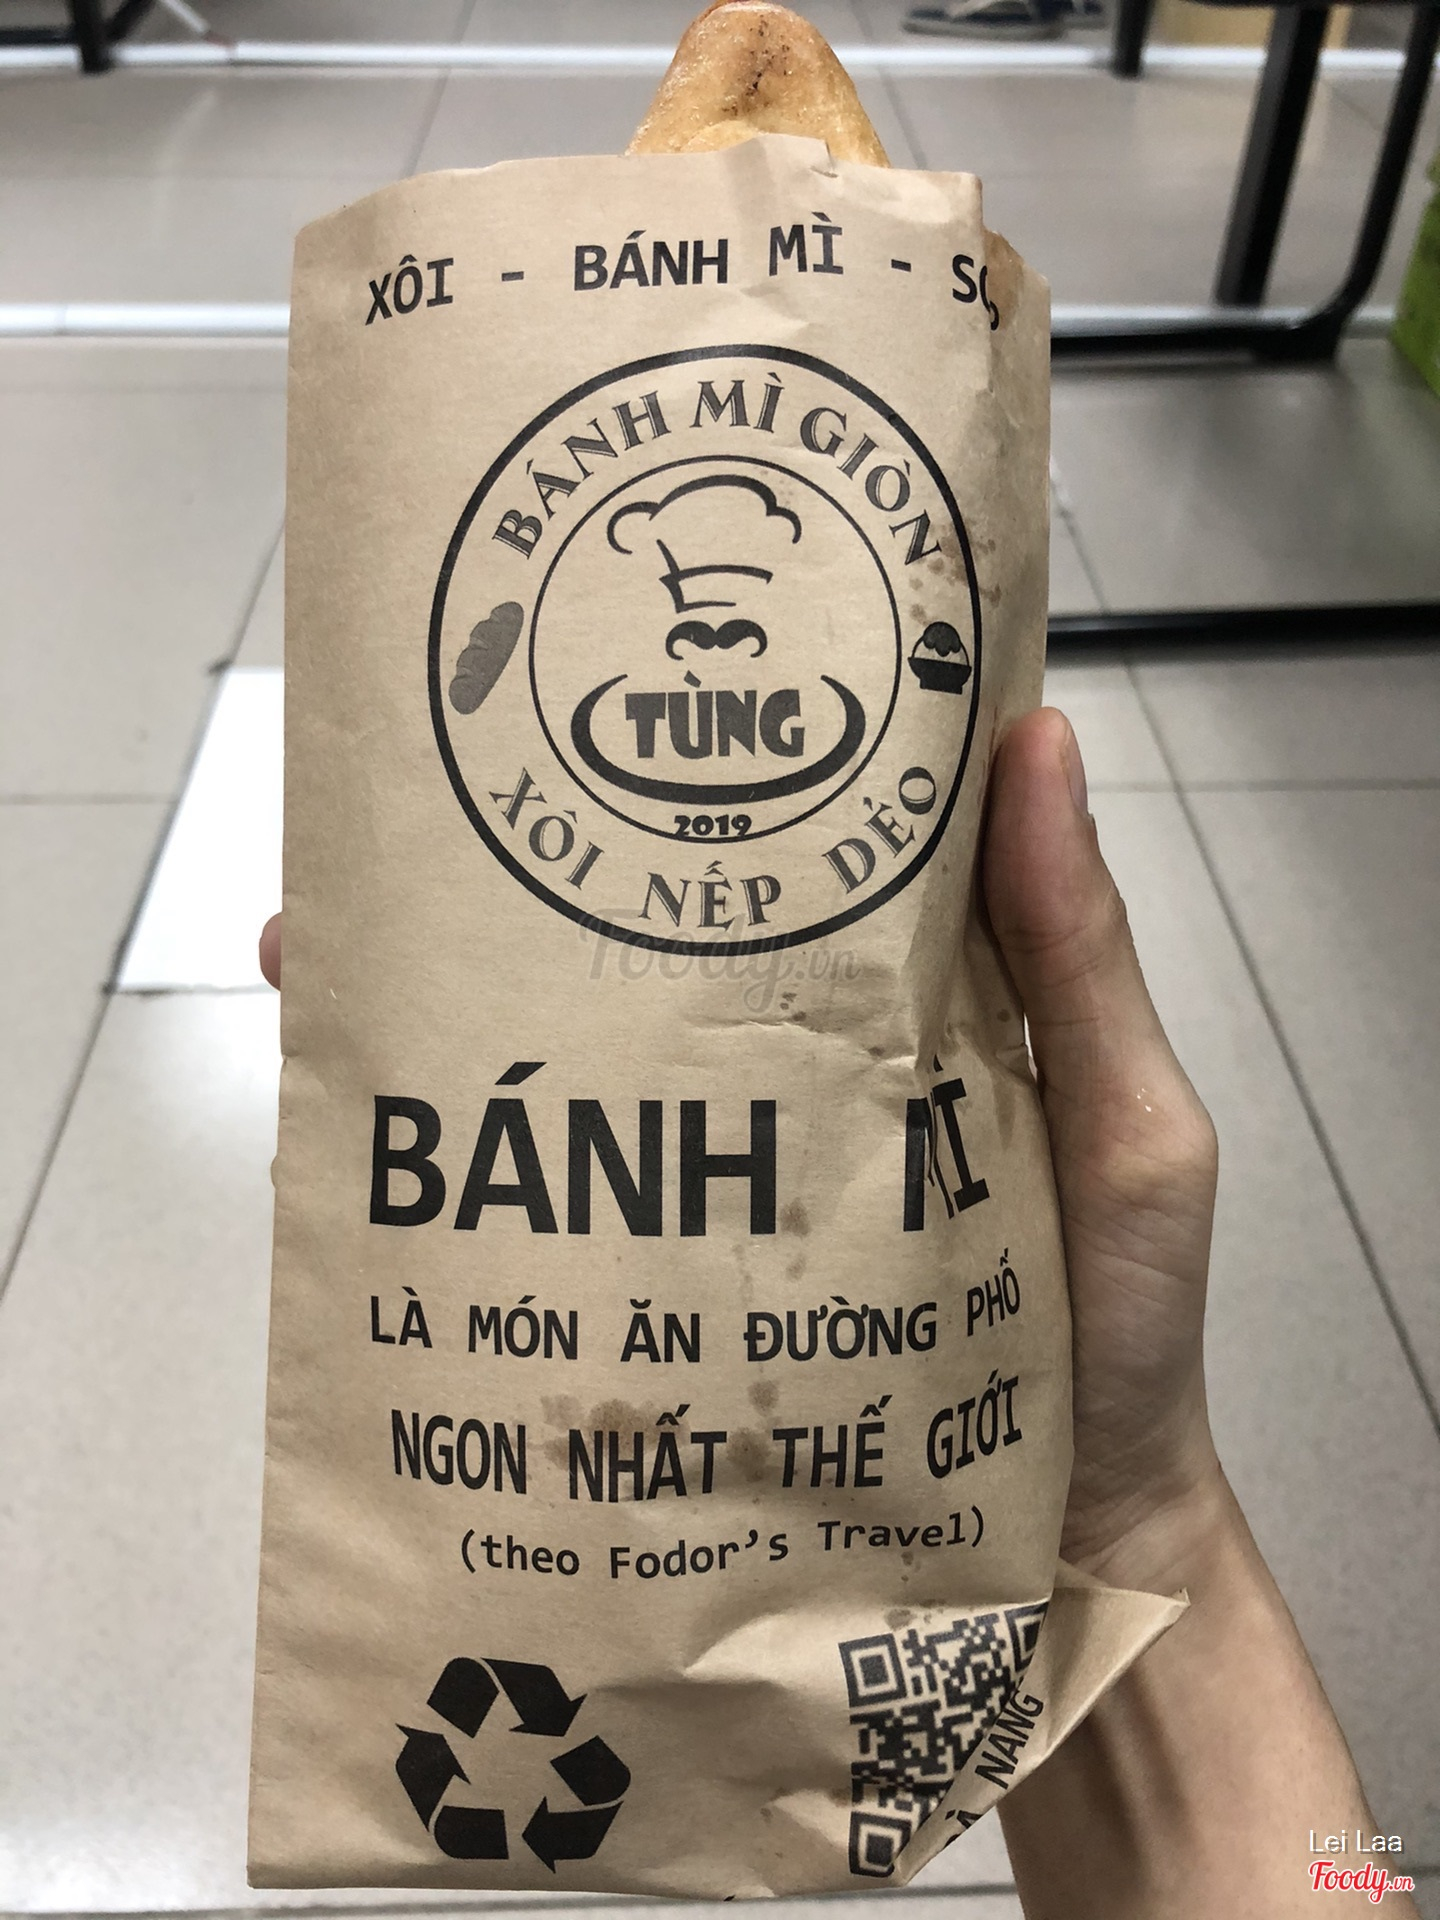 XÔI - BÁNH MÌ -
BÁNH MÌ GIÒN
TÙNG
2019
XÔI NẾP DẺO
Foody.vn
BÁNH MÌ
LÀ MÓN ĂN ĐƯỜNG PHỐ
NGON NHẤT THẾ GIỚI
(theo Fodor's Travel)
NANG
Lei Laa
Foody.vn